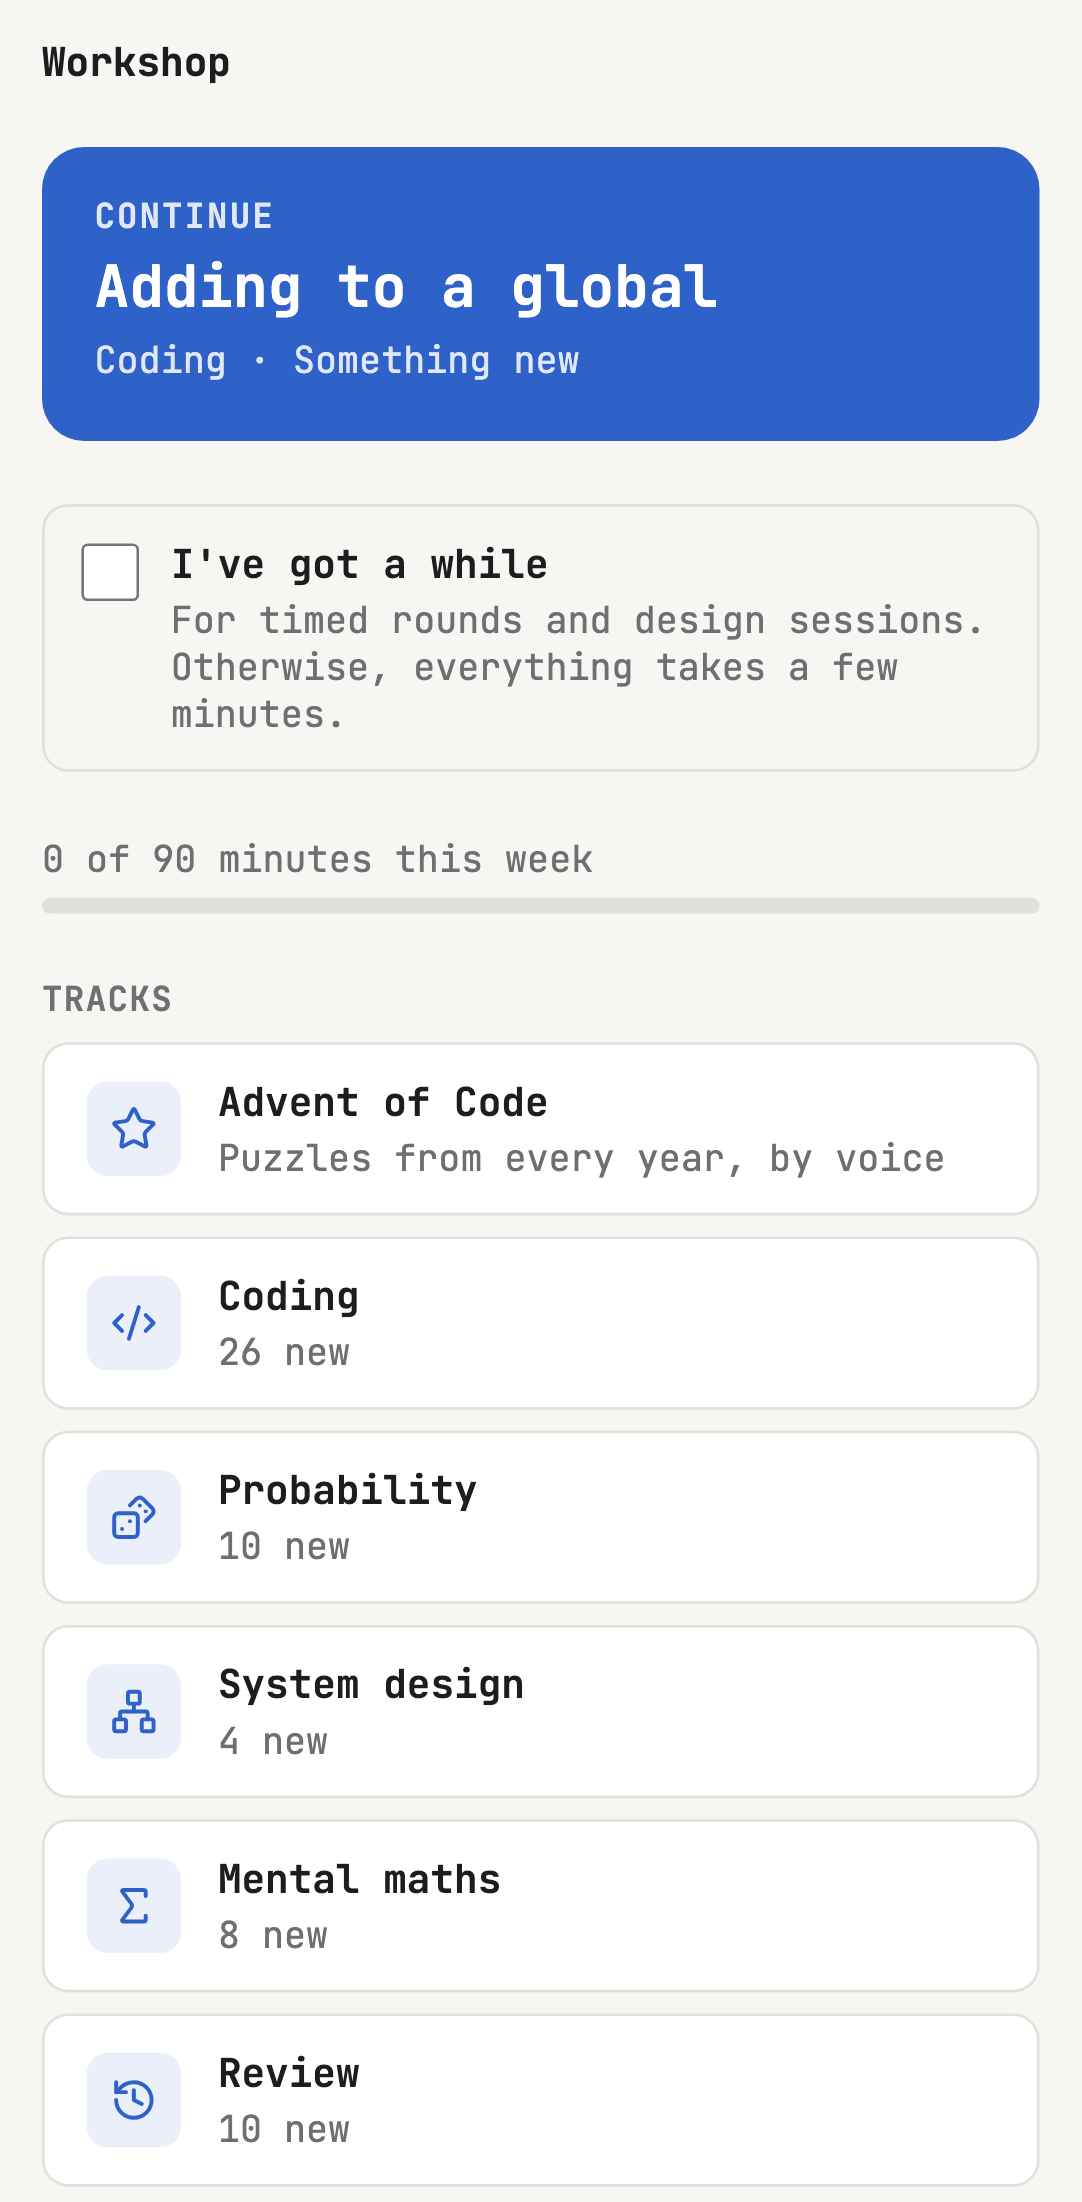 Workshop
CONTINUE
Adding to a global
Coding · Something new
I've got a while
For timed rounds and design sessions.
Otherwise, everything takes a few
minutes.
0 of 90 minutes this week
TRACKS
Advent of Code
Puzzles from every year, by voice
Coding
26 new
Probability
10 new
System design
4 new
Mental maths
8 new
Review
10 new